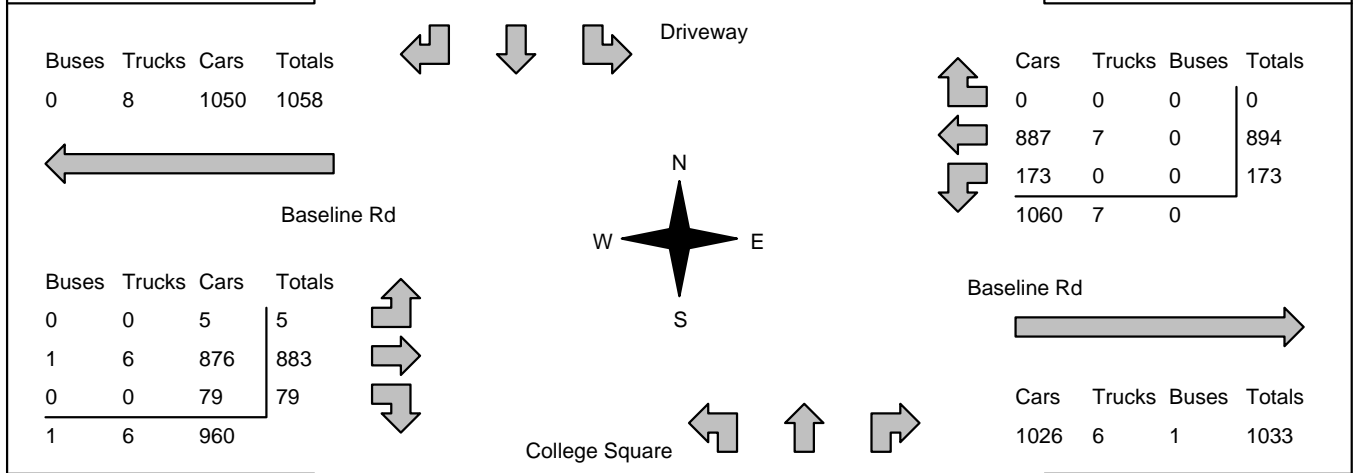 Driveway
Buses Trucks Cars Totals
0 8 1050 1058
Cars Trucks Buses Totals
0 0 0 0
887 7 0 894
173 0 0 173
1060 7 0
N
W E
S
Baseline Rd
Buses Trucks Cars Totals
0 0 5 5
1 6 876 883
0 0 79 79
1 6 960
Baseline Rd
Cars Trucks Buses Totals
1026 6 1 1033
College Square